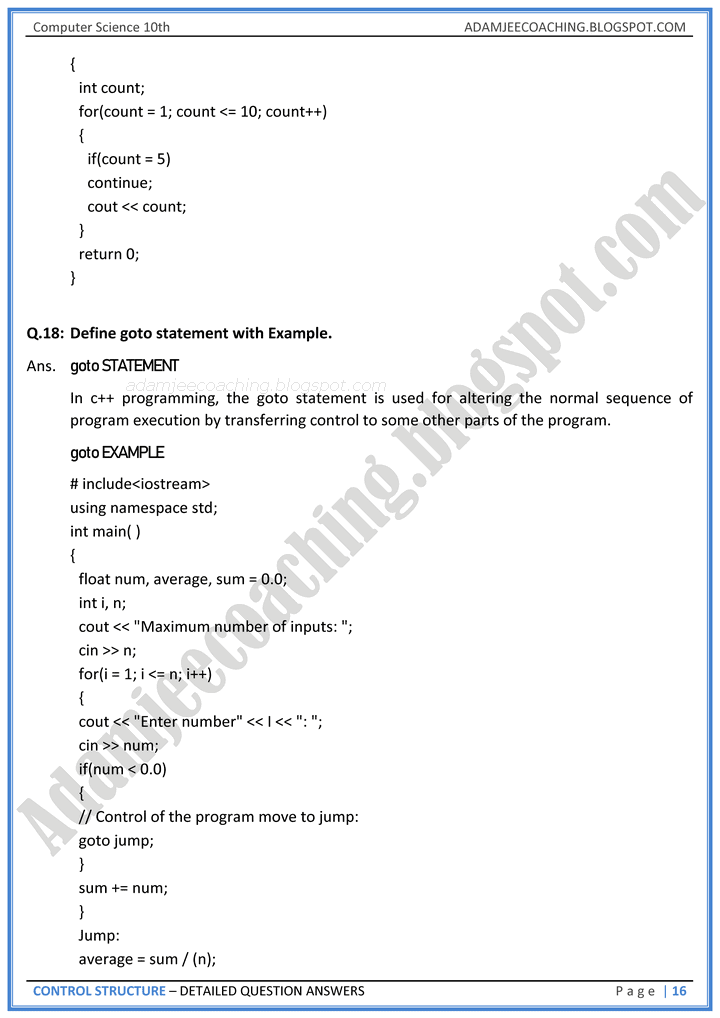 Computer Science 10th ADAMJEECOACHING.BLOGSPOT.COM
{
int count;
for(count = 1; count <= 10; count++)
{
if(count = 5)
continue;
cout << count;
}
return 0;
}
Q.18: Define goto statement with Example.
Ans. goto STATEMENT
adamjeecoaching.blogspot.com
In c++ programming, the goto statement is used for altering the normal sequence of
program execution by transferring control to some other parts of the program.
goto EXAMPLE
# include<iostream>
using namespace std;
int main( )
{
float num, average, sum = 0.0;
int i, n;
cout << "Maximum number of inputs: ";
cin >> n;
for(i = 1; i <= n; i++)
{
cout << "Enter number" << I << ": ";
cin >> num;
if(num < 0.0)
{
// Control of the program move to jump:
goto jump;
}
sum += num;
}
Jump:
average = sum / (n);
Adamjeecoaching.blogspot.com
CONTROL STRUCTURE – DETAILED QUESTION ANSWERS Page | 16